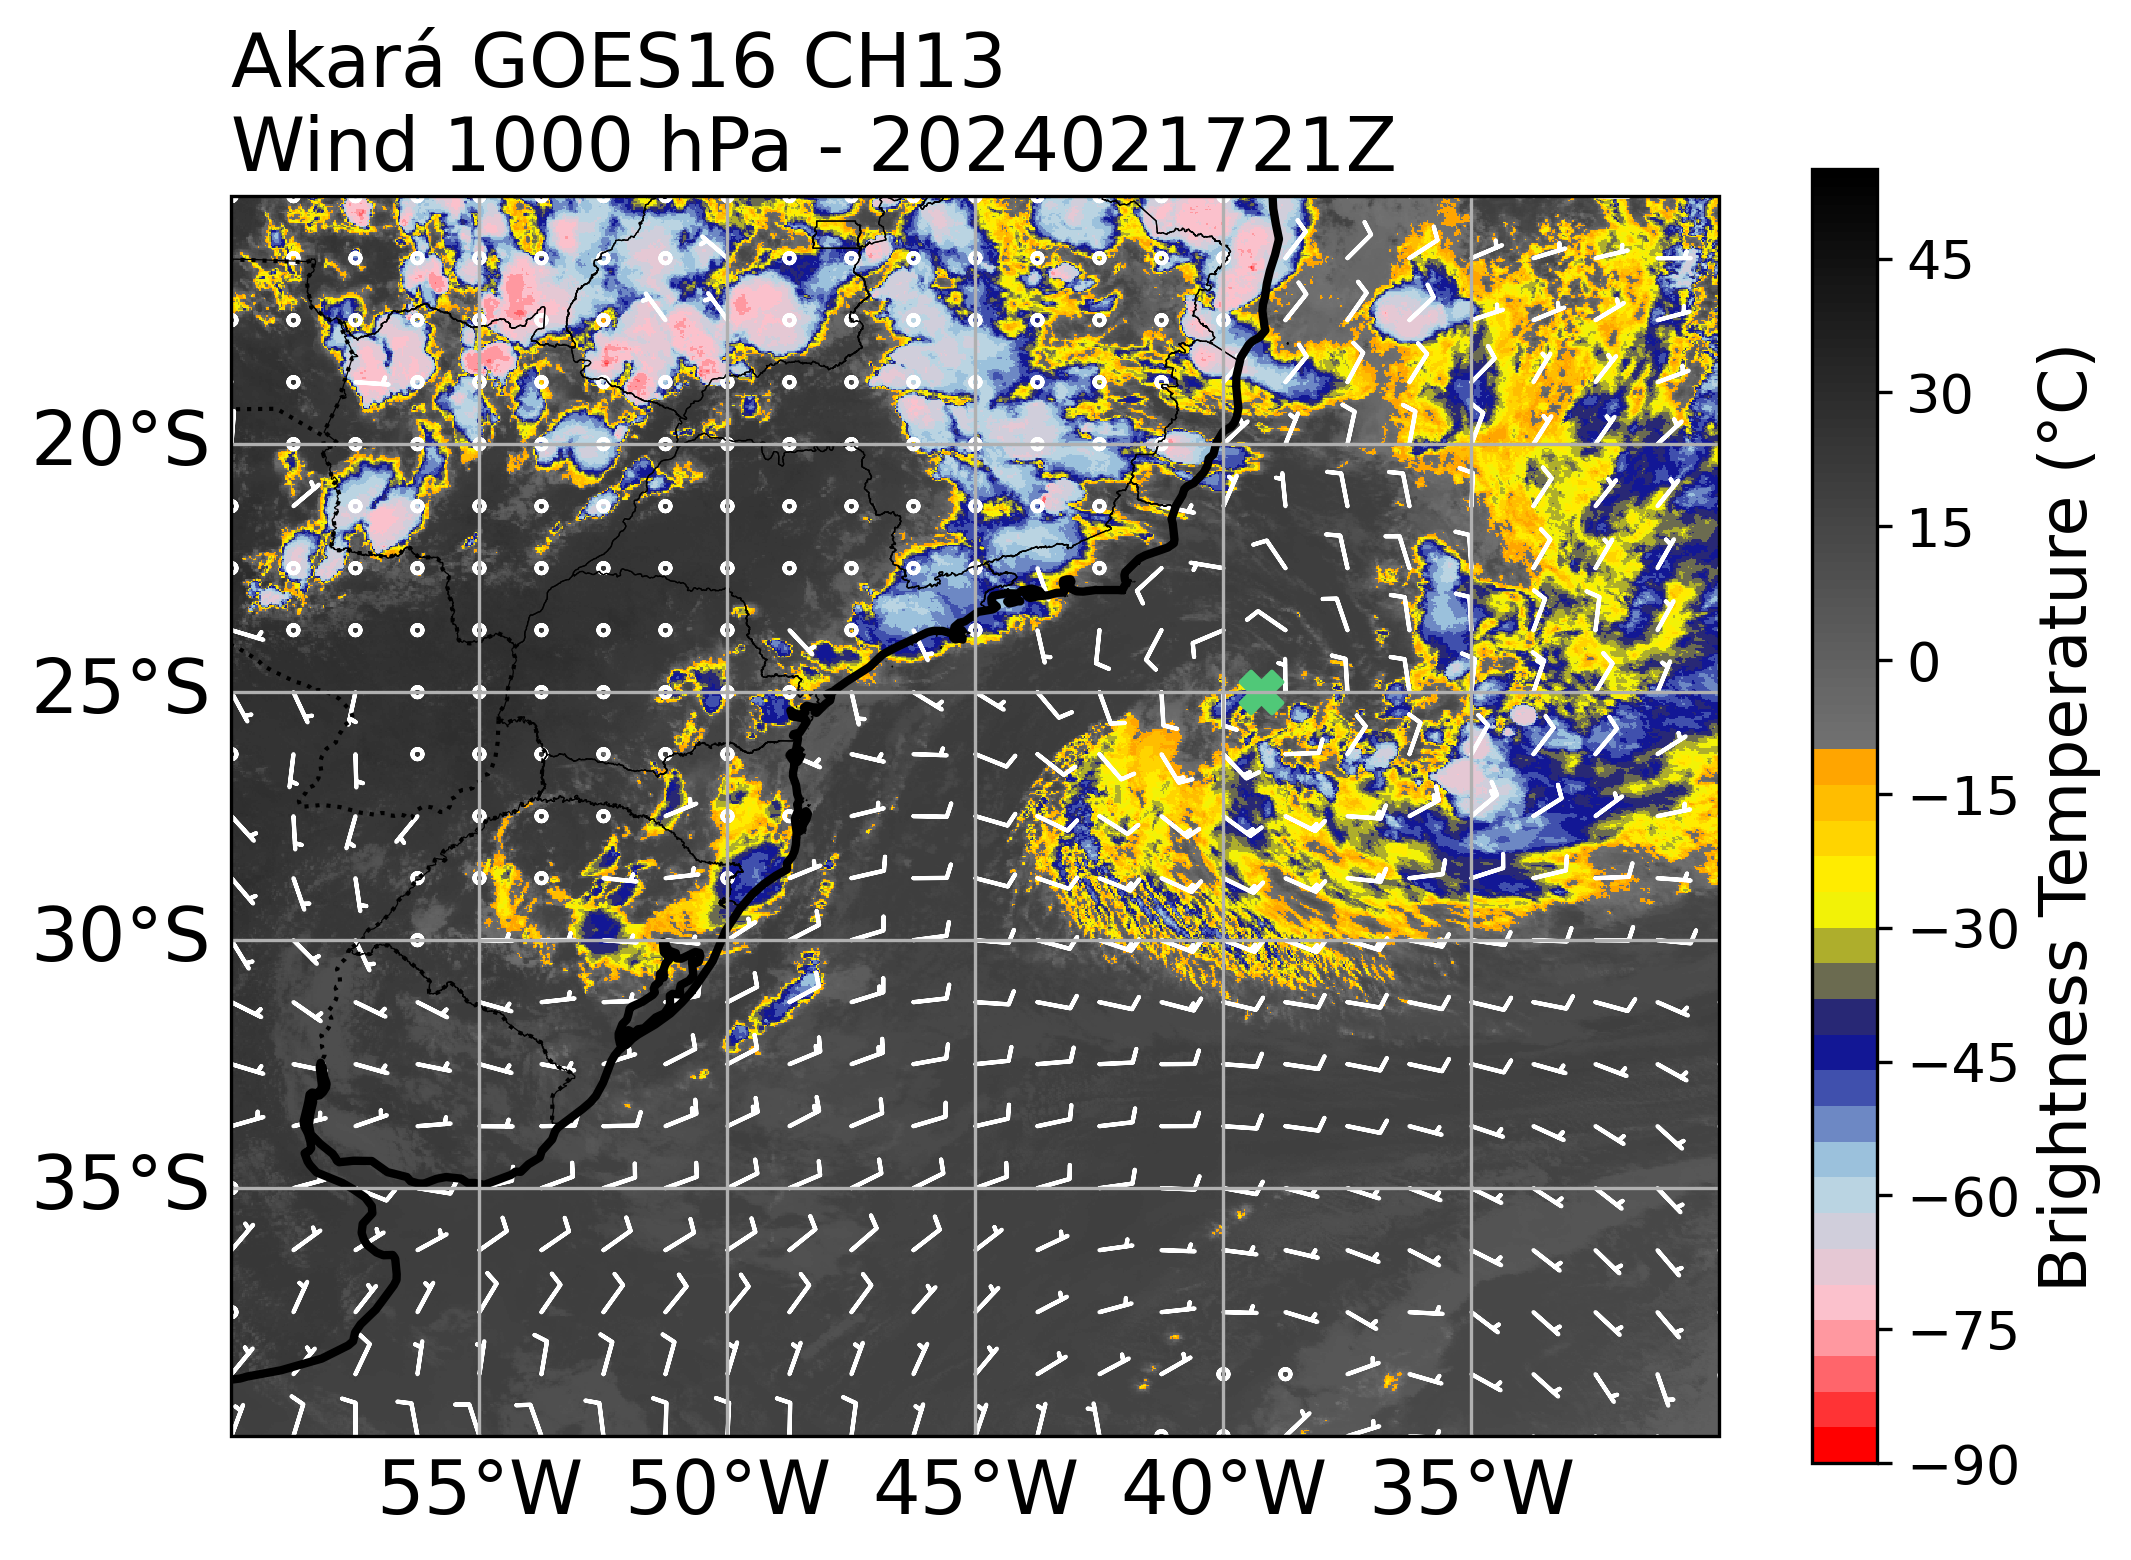 Akará GOES16 CH13
Wind 1000 hPa - 2024021721Z
20°S
25°S
30°S
35°S
55°W 50°W 45°W 40°W 35°W
45
30
15
0
−15
−30
−45
−60
−75
−90
Brightness Temperature (°C)